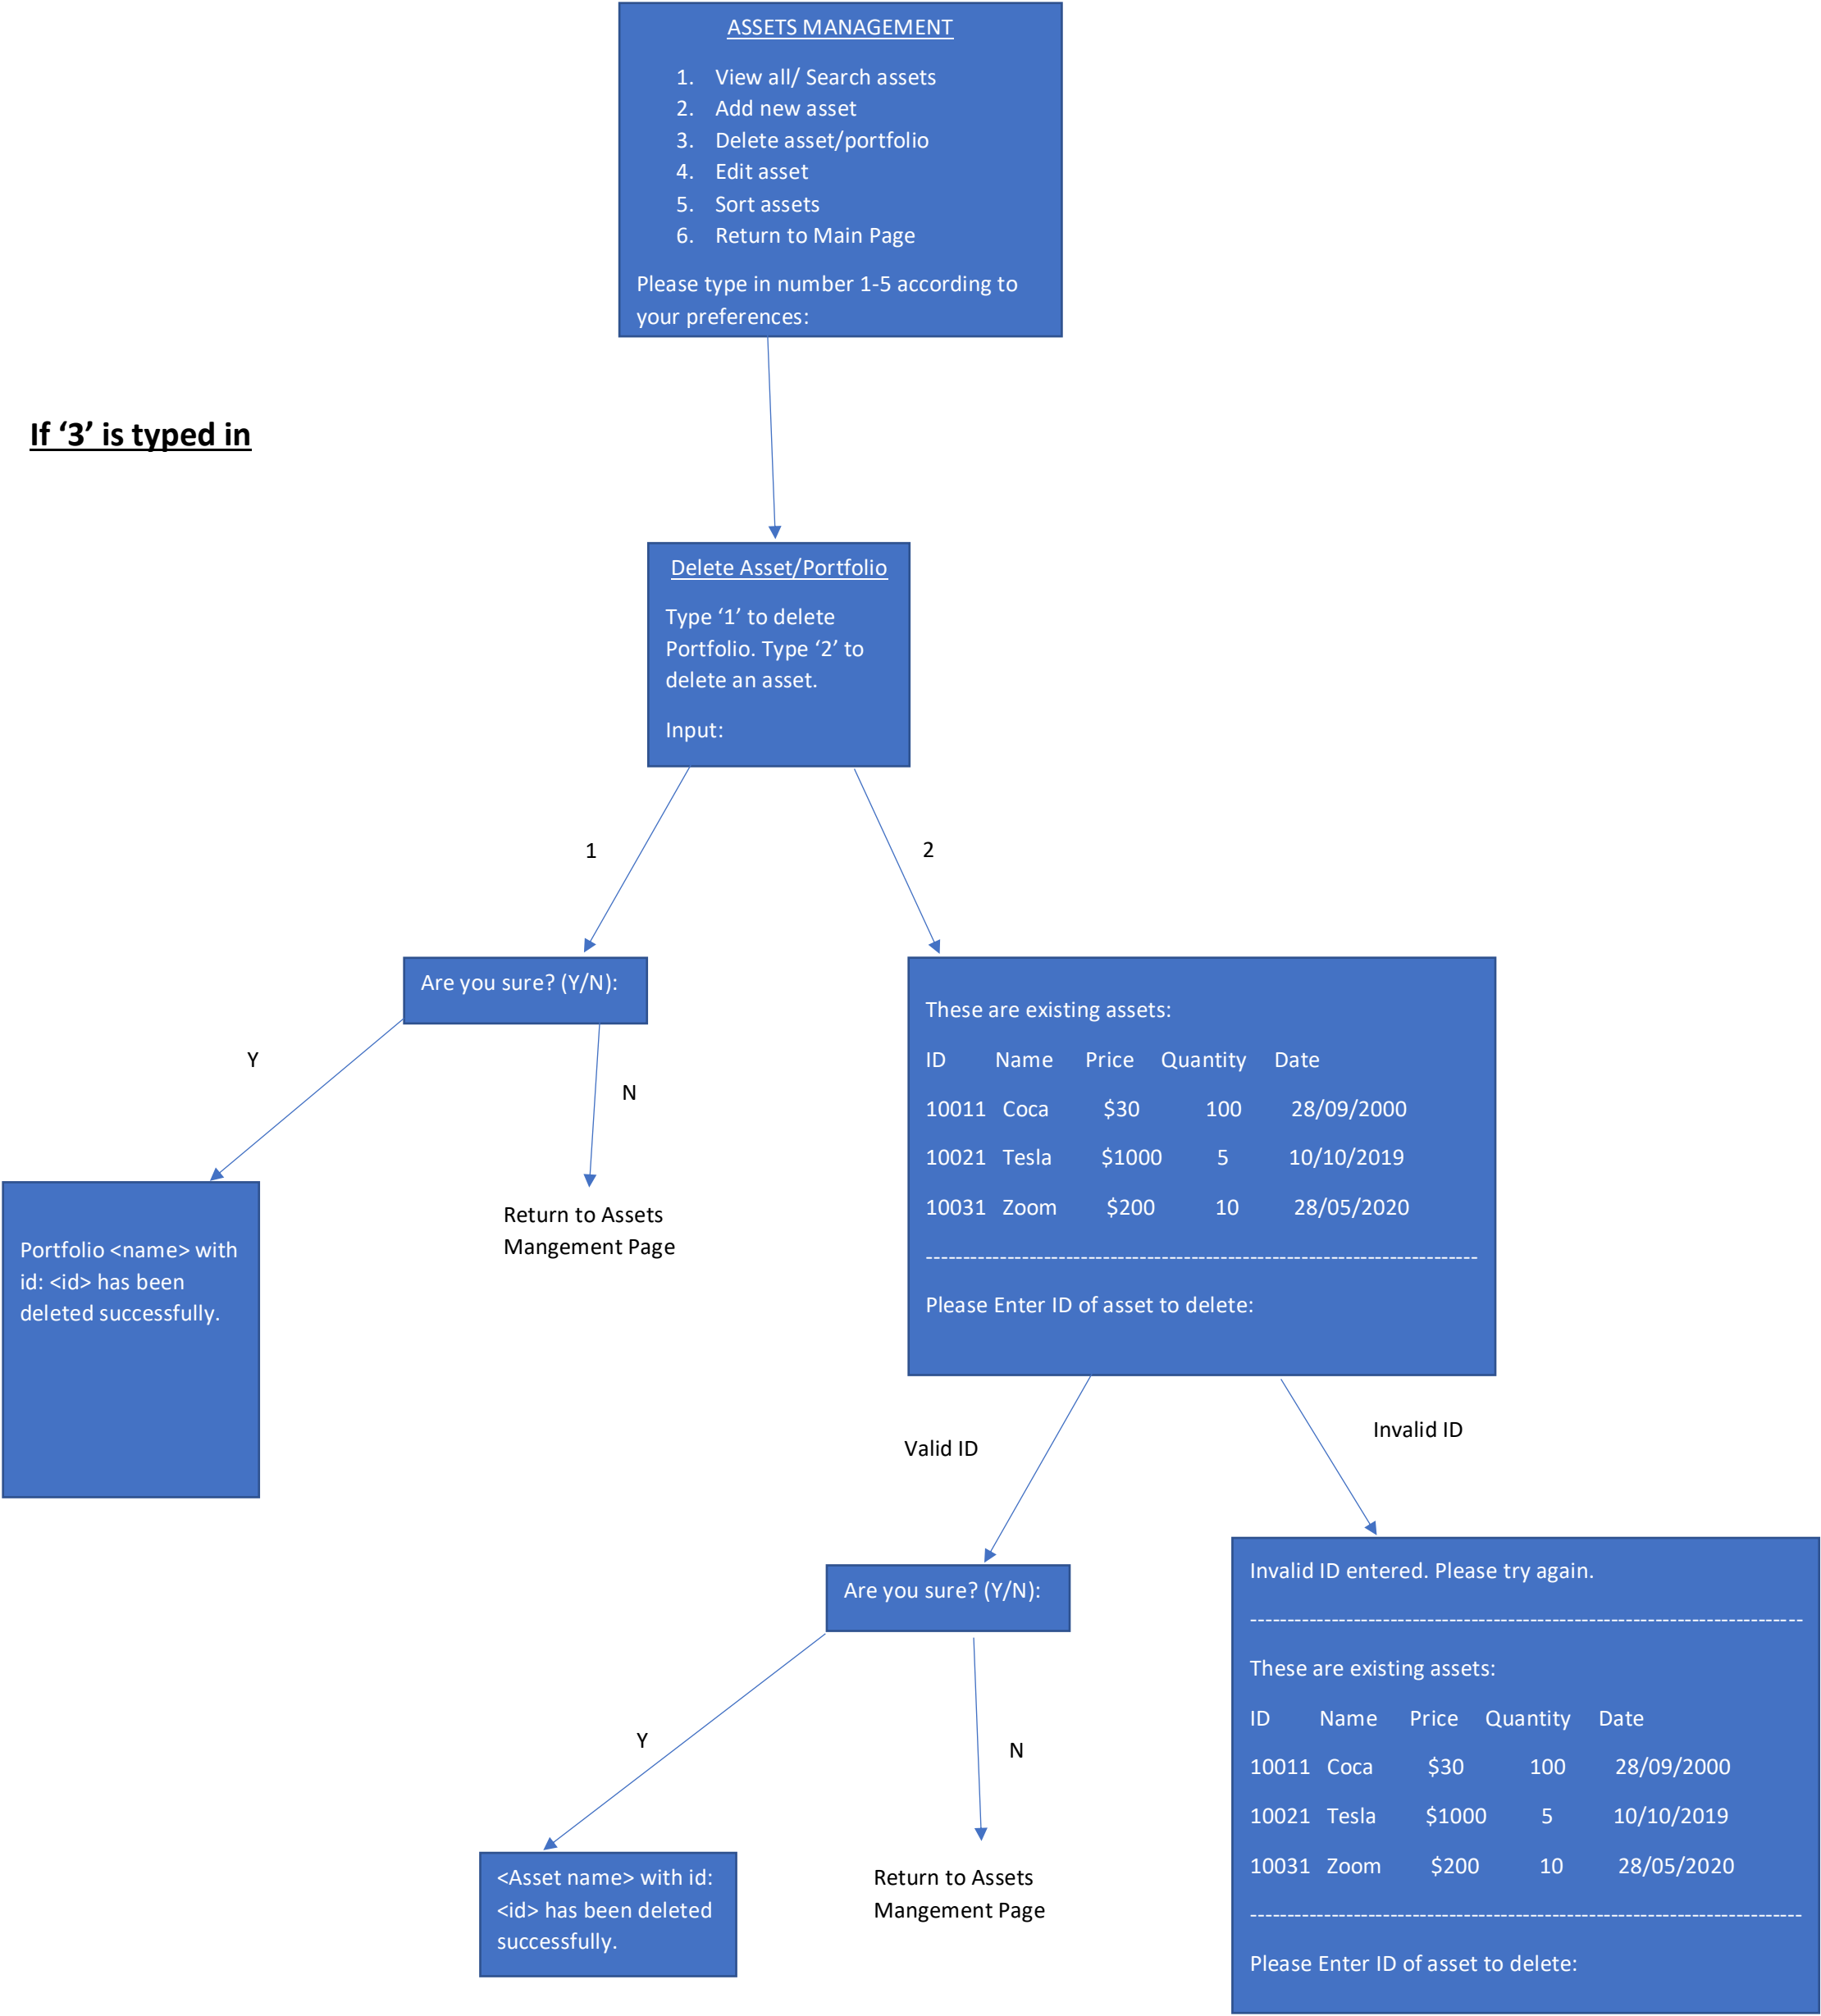 ASSETS MANAGEMENT
1. View all/ Search assets
2. Add new asset
3. Delete asset/portfolio
4. Edit asset
5. Sort assets
6. Return to Main Page
Please type in number 1-5 according to
your preferences:
If ‘3’ is typed in
Delete Asset/Portfolio
Type ‘1’ to delete
Portfolio. Type ‘2’ to
delete an asset.
Input:
1
2
Are you sure? (Y/N):
Y
N
Portfolio <name> with
id: <id> has been
deleted successfully.
Return to Assets
Mangement Page
These are existing assets:
ID Name Price Quantity Date
10011 Coca $30 100 28/09/2000
10021 Tesla $1000 5 10/10/2019
10031 Zoom $200 10 28/05/2020
---------------------------------------------------------------------------
Please Enter ID of asset to delete:
Valid ID
Invalid ID
Are you sure? (Y/N):
Y
N
<Asset name> with id:
<id> has been deleted
successfully.
Return to Assets
Mangement Page
Invalid ID entered. Please try again.
---------------------------------------------------------------------------
These are existing assets:
ID Name Price Quantity Date
10011 Coca $30 100 28/09/2000
10021 Tesla $1000 5 10/10/2019
10031 Zoom $200 10 28/05/2020
---------------------------------------------------------------------------
Please Enter ID of asset to delete: